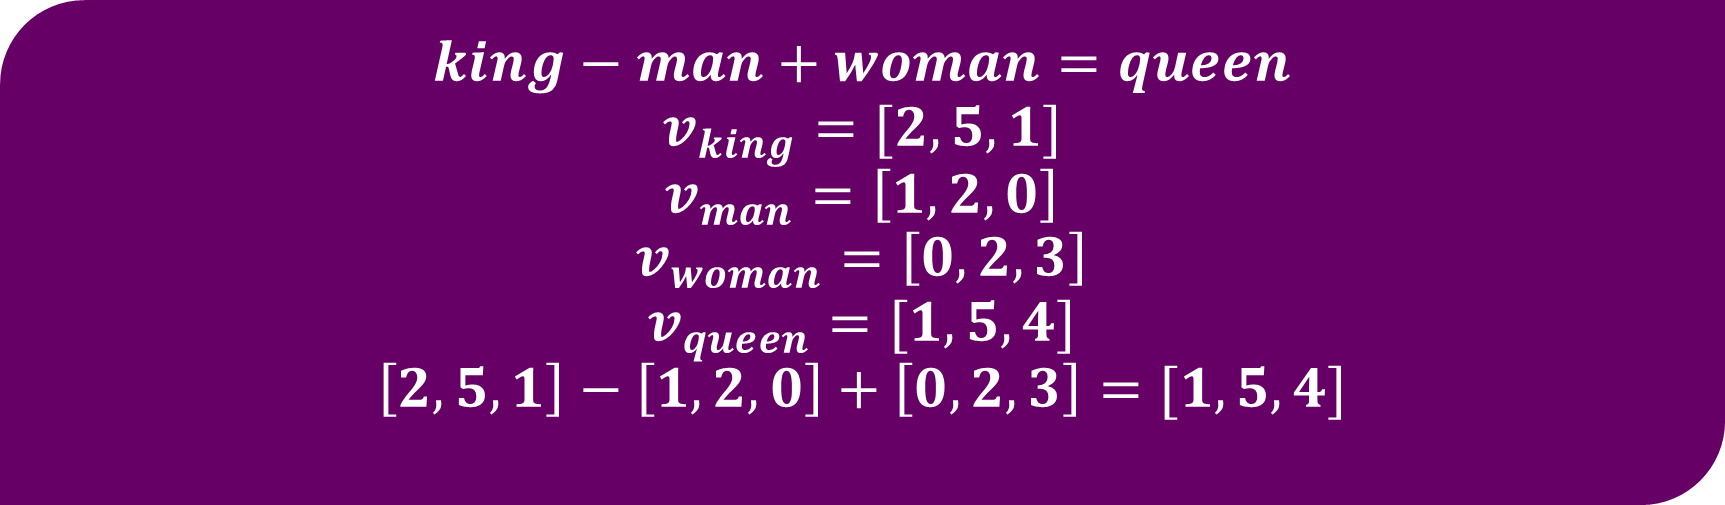 king − man + woman = queen
v_king = [2, 5, 1]
v_man = [1, 2, 0]
v_woman = [0, 2, 3]
v_queen = [1, 5, 4]
[2, 5, 1] − [1, 2, 0] + [0, 2, 3] = [1, 5, 4]